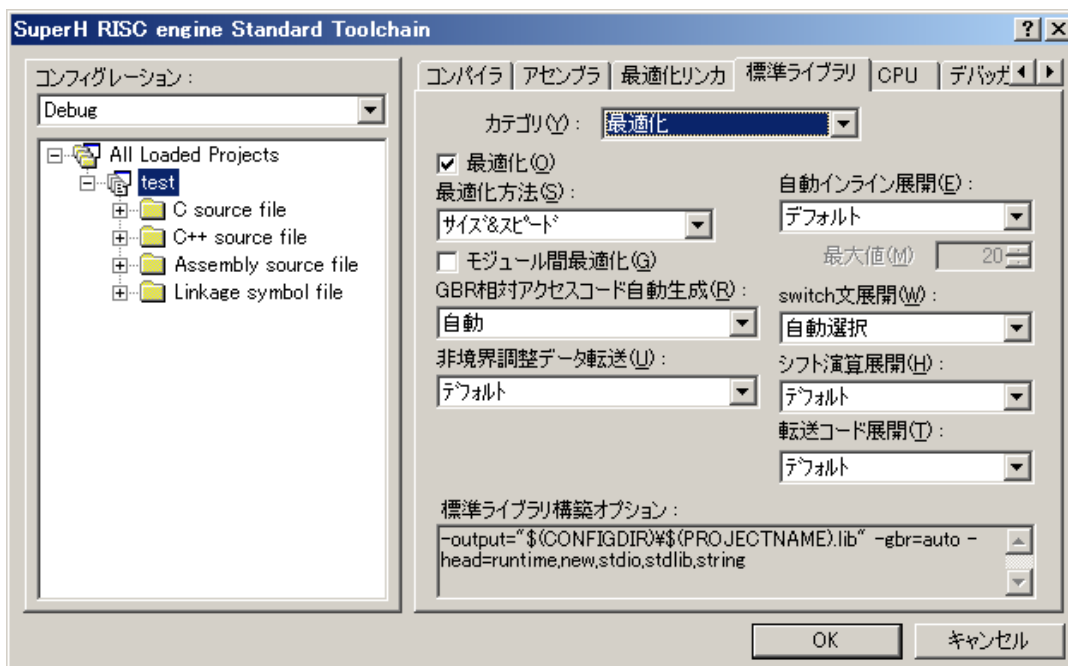 SuperH RISC engine Standard Toolchain
コンフィグレーション :
Debug
All Loaded Projects
test
C source file
C++ source file
Assembly source file
Linkage symbol file
コンパイラ アセンブラ 最適化リンカ 標準ライブラリ CPU デバッガ
カテゴリ(Y) : 最適化
最適化(O)
最適化方法(S) :
サイズ&スピード
モジュール間最適化(G)
GBR相対アクセスコード自動生成(R) :
自動
非境界調整データ転送(U) :
デフォルト
自動インライン展開(E) :
デフォルト
最大値(M) 20
switch文展開(W) :
自動選択
シフト演算展開(H) :
デフォルト
転送コード展開(T) :
デフォルト
標準ライブラリ構築オプション :
-output="$(CONFIGDIR)¥$(PROJECTNAME).lib" -gbr=auto -
head=runtime,new,stdio,stdlib,string
OK キャンセル